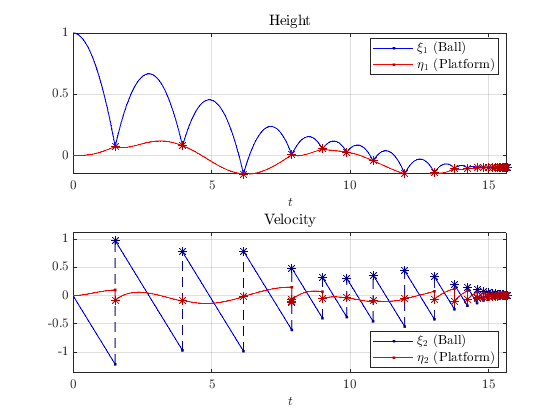 Height
1
0.5
0
ξ1 (Ball)
η1 (Platform)
0 5 10 15
t
Velocity
1
0.5
0
-0.5
-1
ξ2 (Ball)
η2 (Platform)
0 5 10 15
t